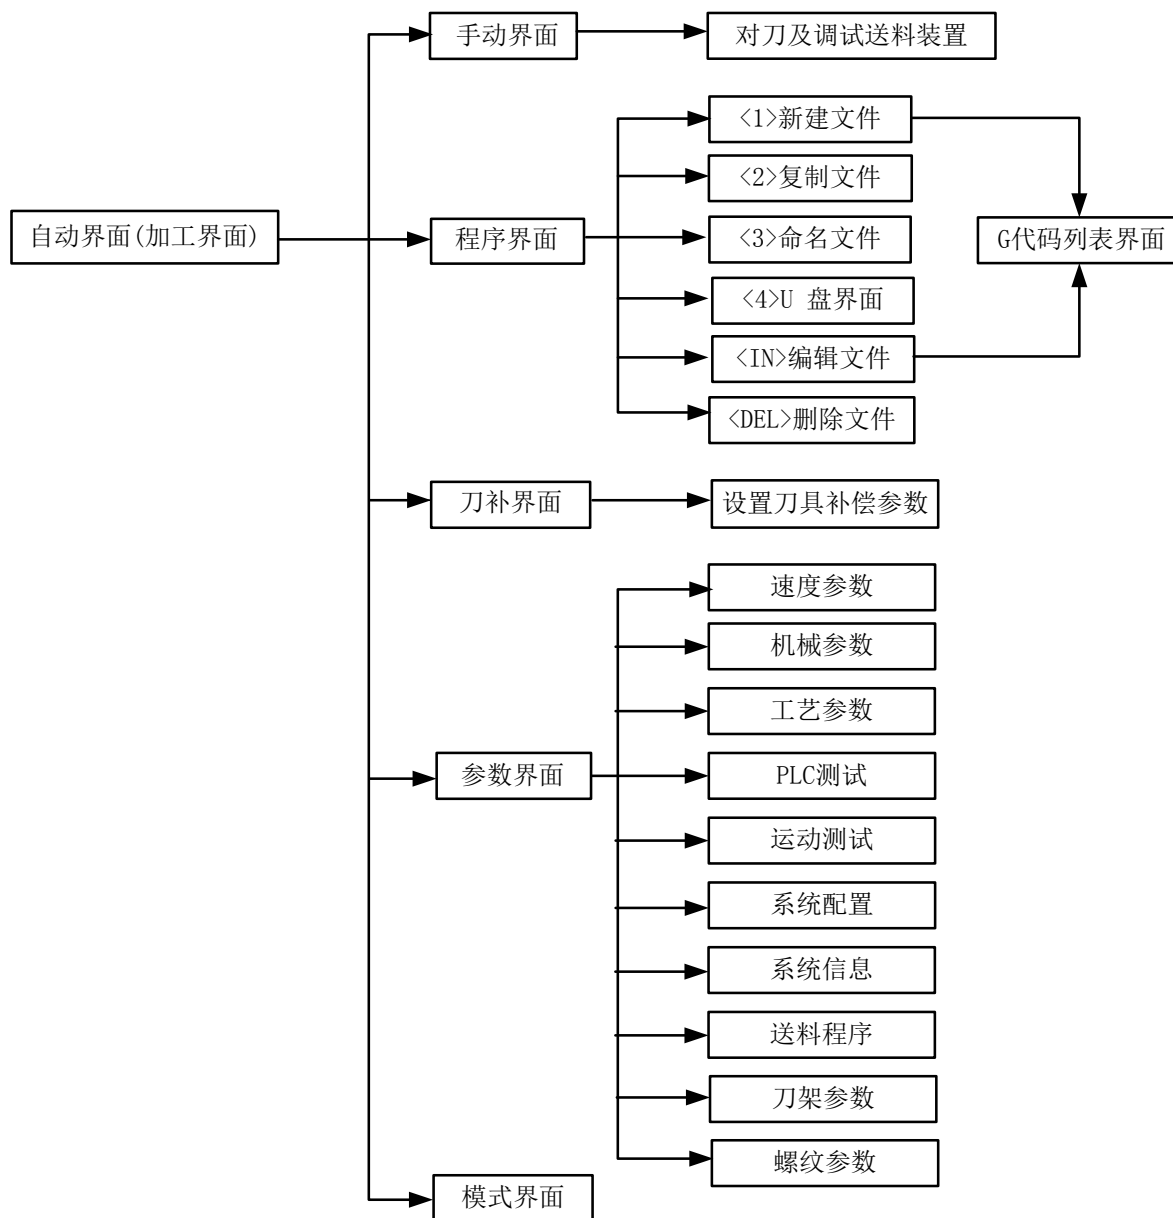 手动界面
对刀及调试送料装置
<1>新建文件
<2>复制文件
自动界面(加工界面)
程序界面
<3>命名文件
G代码列表界面
<4>U 盘界面
<IN>编辑文件
<DEL>删除文件
刀补界面
设置刀具补偿参数
速度参数
机械参数
工艺参数
参数界面
PLC测试
运动测试
系统配置
系统信息
送料程序
刀架参数
螺纹参数
模式界面